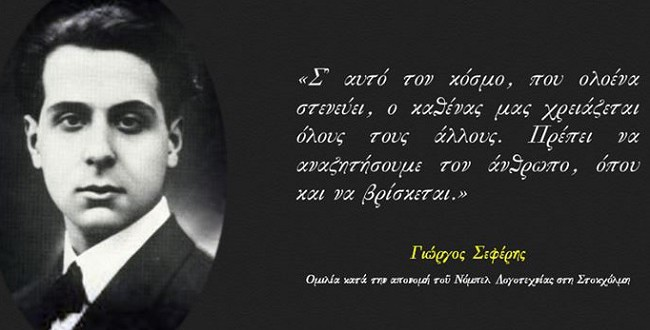 «Σ' αυτό τον κόσμο, που ολοένα
στενεύει, ο καθένας μας χρειάζεται
όλους τους άλλους. Πρέπει να
αναζητήσουμε τον άνθρωπο, όπου
και να βρίσκεται.»
Γιώργος Σεφέρης
Ομιλία κατά την απονομή τοῦ Νόμπελ Λογοτεχνίας στη Στοκχόλμη